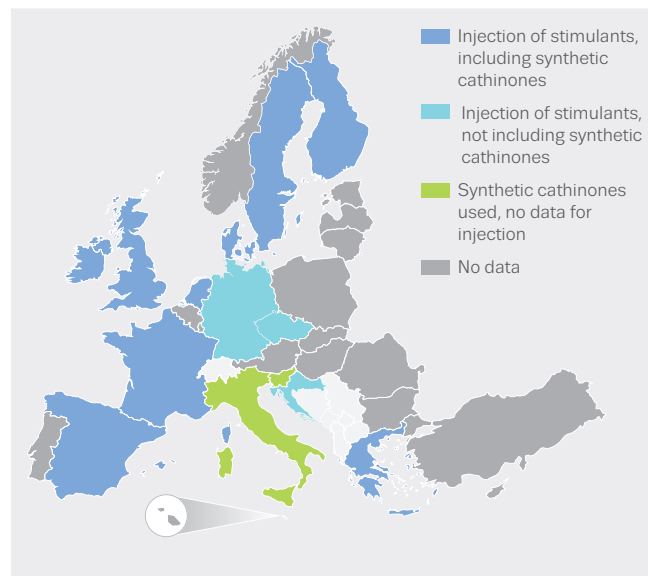 Injection of stimulants,
including synthetic
cathinones
Injection of stimulants,
not including synthetic
cathinones
Synthetic cathinones
used, no data for
injection
No data